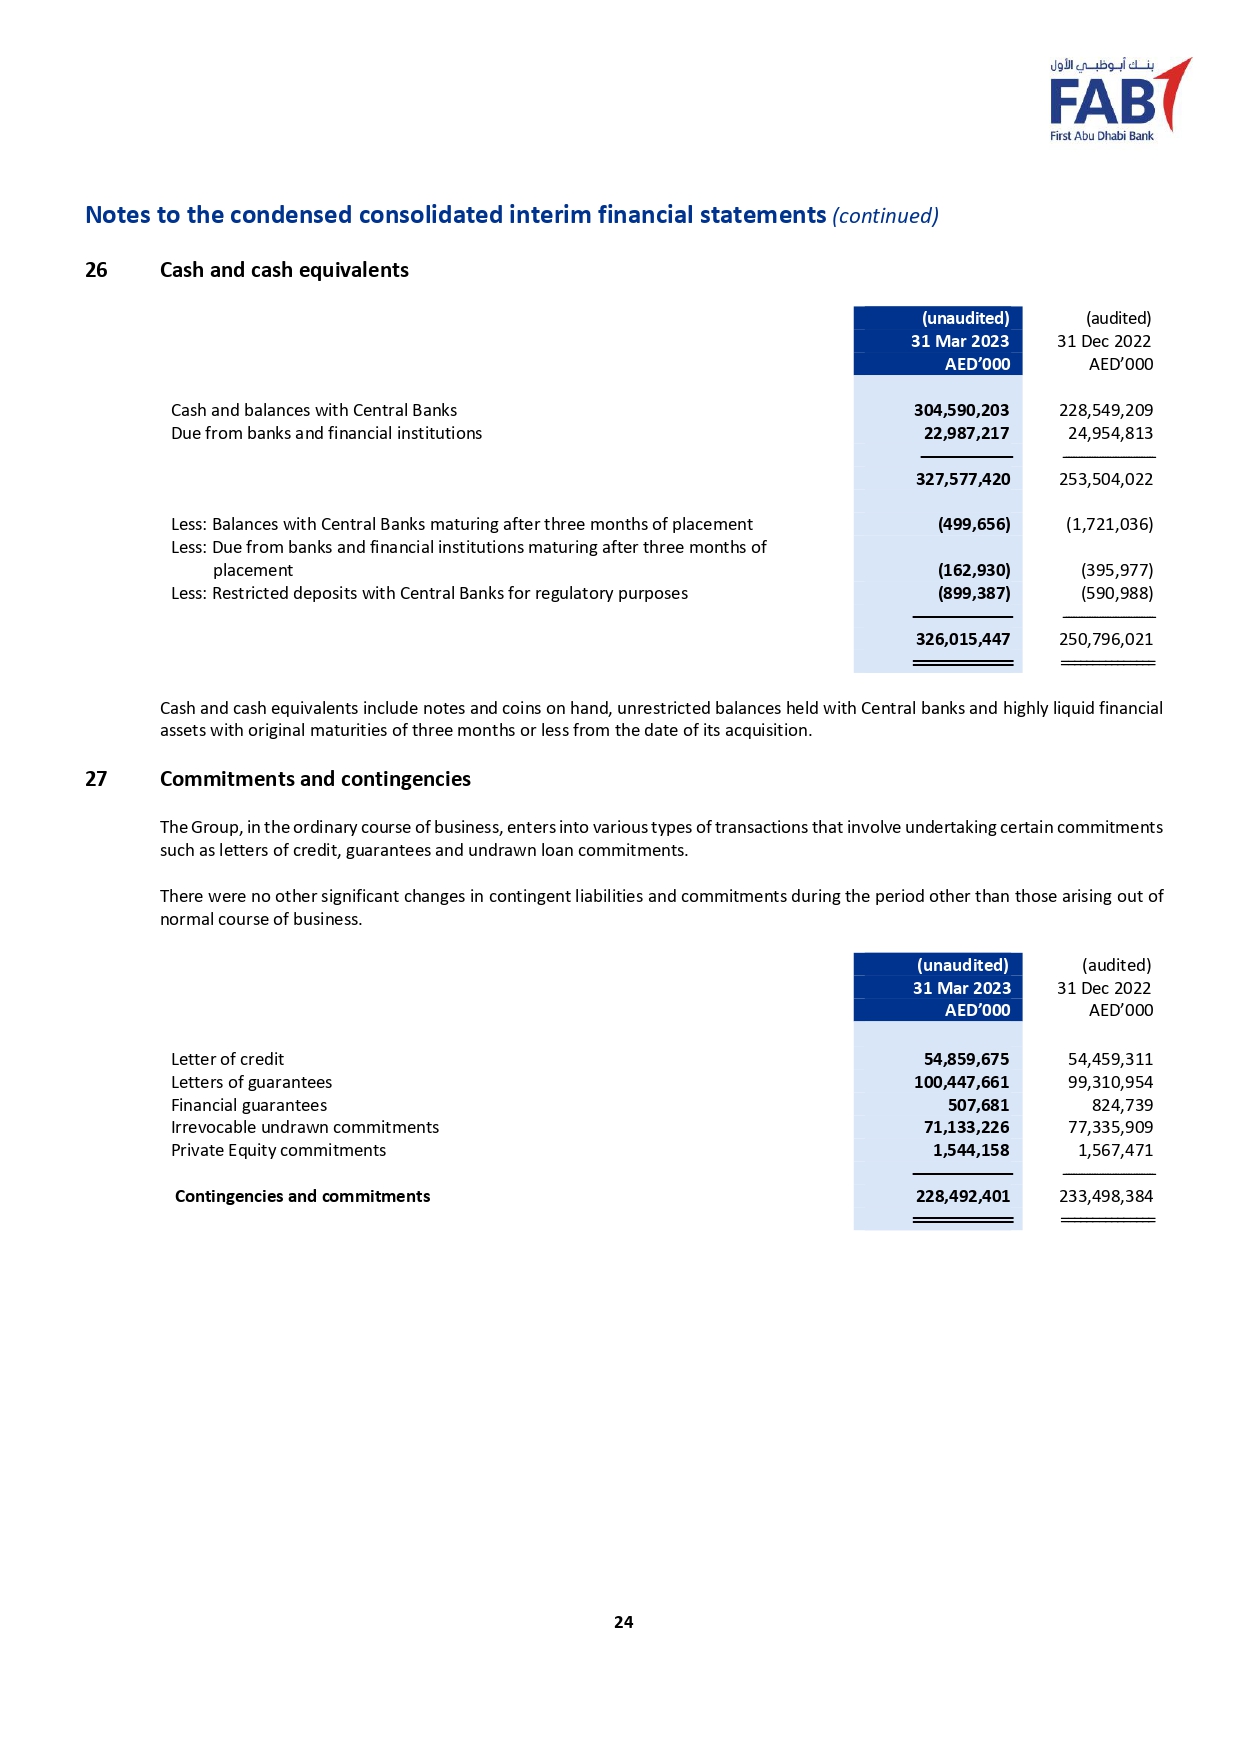 بنك أبوظبي الأول
FAB
First Abu Dhabi Bank
Notes to the condensed consolidated interim financial statements (continued)
26 Cash and cash equivalents
(unaudited) (audited)
31 Mar 2023 31 Dec 2022
AED’000 AED’000
Cash and balances with Central Banks 304,590,203 228,549,209
Due from banks and financial institutions 22,987,217 24,954,813
327,577,420 253,504,022
Less: Balances with Central Banks maturing after three months of placement (499,656) (1,721,036)
Less: Due from banks and financial institutions maturing after three months of
placement (162,930) (395,977)
Less: Restricted deposits with Central Banks for regulatory purposes (899,387) (590,988)
326,015,447 250,796,021
Cash and cash equivalents include notes and coins on hand, unrestricted balances held with Central banks and highly liquid financial
assets with original maturities of three months or less from the date of its acquisition.
27 Commitments and contingencies
The Group, in the ordinary course of business, enters into various types of transactions that involve undertaking certain commitments
such as letters of credit, guarantees and undrawn loan commitments.
There were no other significant changes in contingent liabilities and commitments during the period other than those arising out of
normal course of business.
(unaudited) (audited)
31 Mar 2023 31 Dec 2022
AED’000 AED’000
Letter of credit 54,859,675 54,459,311
Letters of guarantees 100,447,661 99,310,954
Financial guarantees 507,681 824,739
Irrevocable undrawn commitments 71,133,226 77,335,909
Private Equity commitments 1,544,158 1,567,471
Contingencies and commitments 228,492,401 233,498,384
24